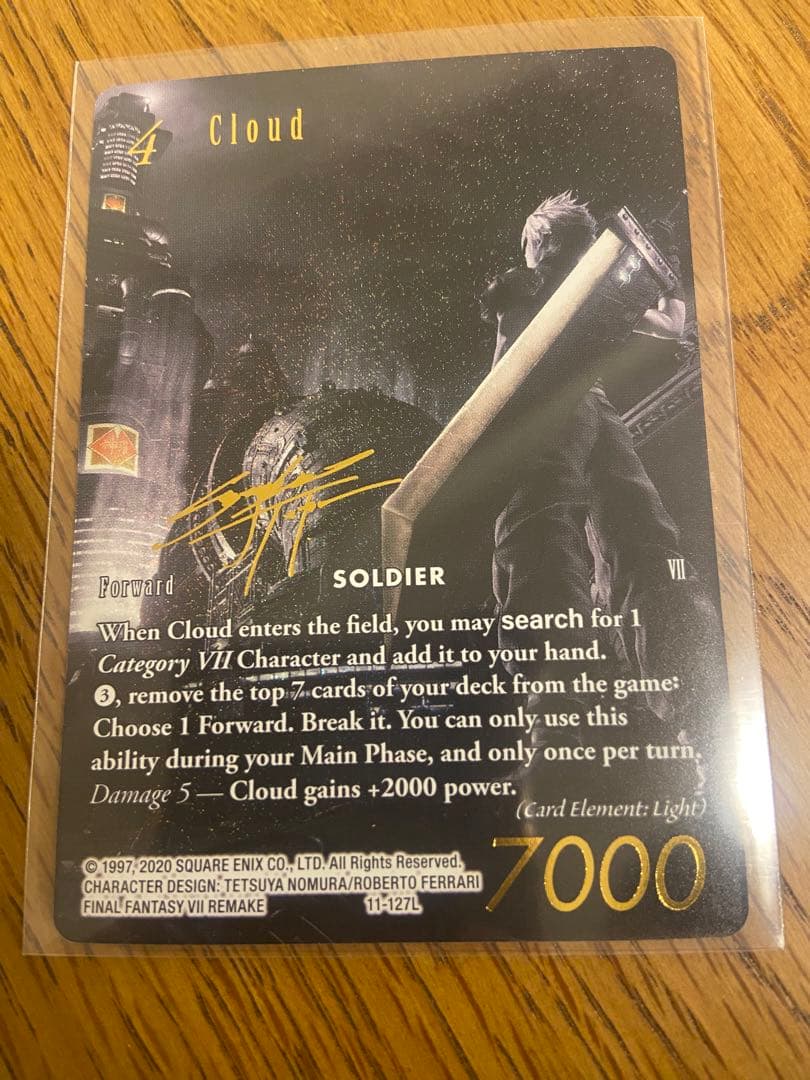 4 Cloud
Forward
SOLDIER
VII
When Cloud enters the field, you may search for 1
Category VII Character and add it to your hand.
3, remove the top 7 cards of your deck from the game:
Choose 1 Forward. Break it. You can only use this
ability during your Main Phase, and only once per turn.
Damage 5 — Cloud gains +2000 power.
(Card Element: Light)
7000
© 1997, 2020 SQUARE ENIX CO., LTD. All Rights Reserved.
CHARACTER DESIGN: TETSUYA NOMURA/ROBERTO FERRARI
FINAL FANTASY VII REMAKE 11-127L